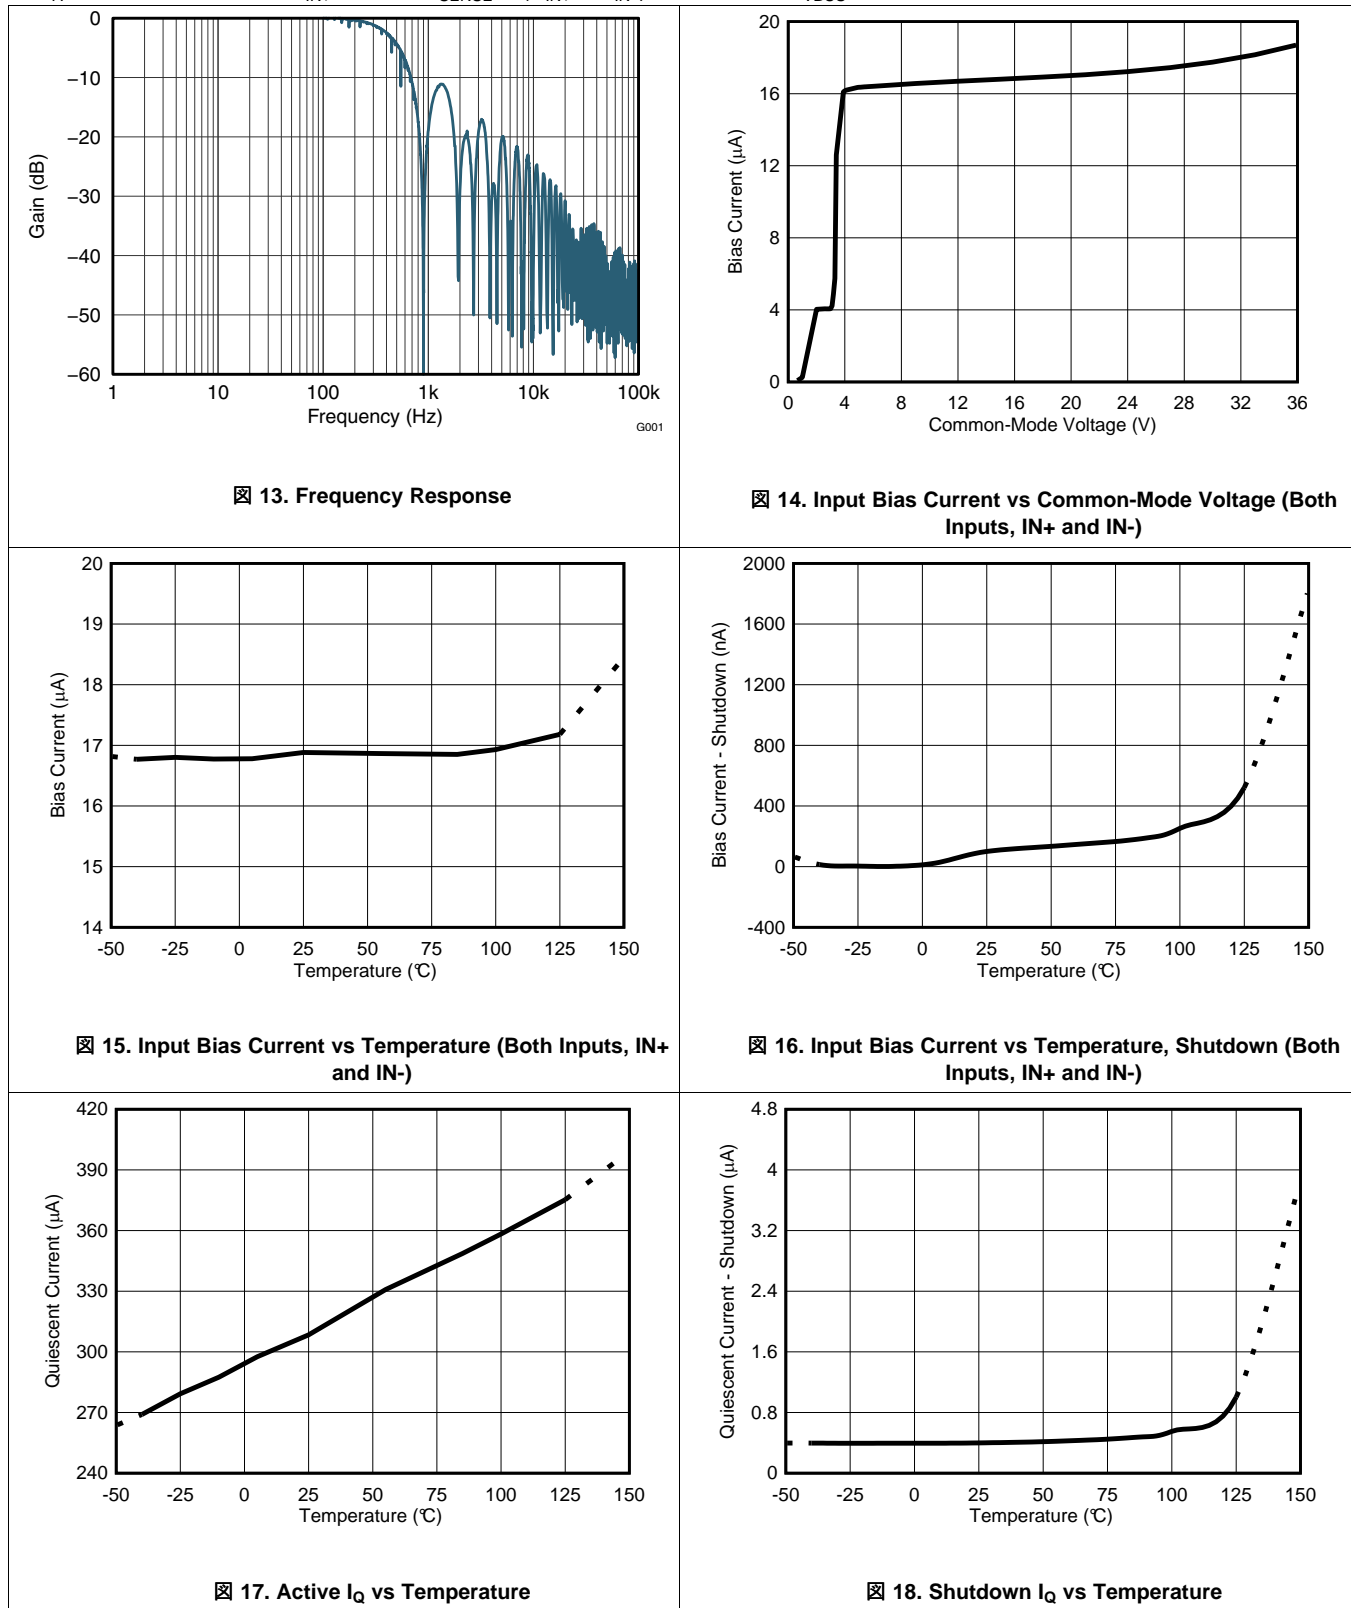 0
−10
−20
−30
−40
−50
−60
Gain (dB)
1 10 100 1k 10k 100k
Frequency (Hz)
G001
図 13. Frequency Response
20
16
12
8
4
0
Bias Current (μA)
0 4 8 12 16 20 24 28 32 36
Common-Mode Voltage (V)
図 14. Input Bias Current vs Common-Mode Voltage (Both
Inputs, IN+ and IN-)
20
19
18
17
16
15
14
Bias Current (μA)
-50 -25 0 25 50 75 100 125 150
Temperature (°C)
図 15. Input Bias Current vs Temperature (Both Inputs, IN+
and IN-)
2000
1600
1200
800
400
0
-400
Bias Current - Shutdown (nA)
-50 -25 0 25 50 75 100 125 150
Temperature (°C)
図 16. Input Bias Current vs Temperature, Shutdown (Both
Inputs, IN+ and IN-)
420
390
360
330
300
270
240
Quiescent Current (μA)
-50 -25 0 25 50 75 100 125 150
Temperature (°C)
図 17. Active IQ vs Temperature
4.8
4
3.2
2.4
1.6
0.8
0
Quiescent Current - Shutdown (μA)
-50 -25 0 25 50 75 100 125 150
Temperature (°C)
図 18. Shutdown IQ vs Temperature